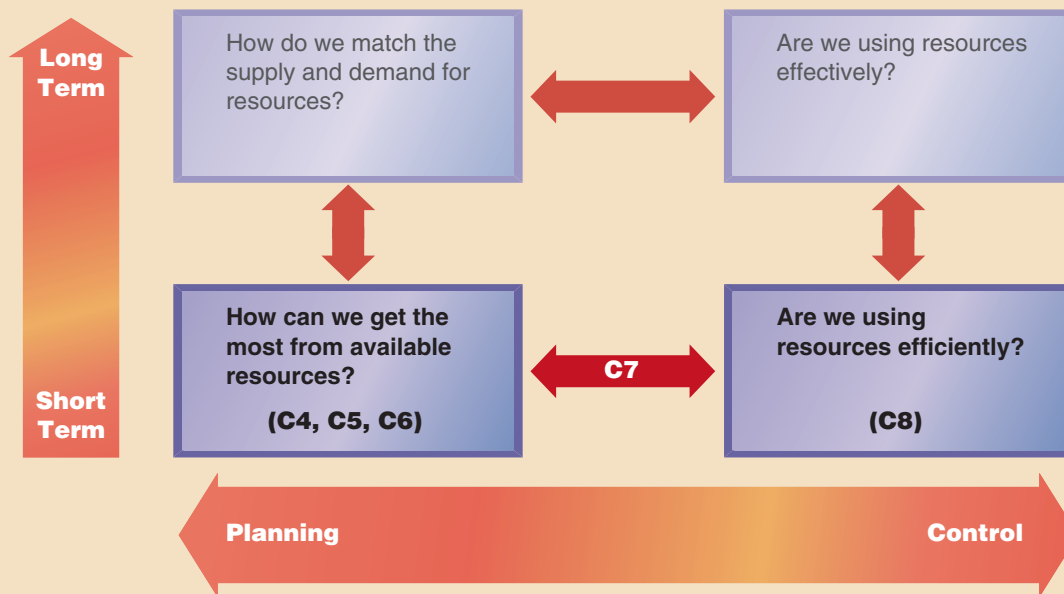 Long
Term
How do we match the
supply and demand for
resources?
Are we using resources
effectively?
How can we get the
most from available
resources?
(C4, C5, C6)
C7
Are we using
resources efficiently?
(C8)
Short
Term
Planning
Control